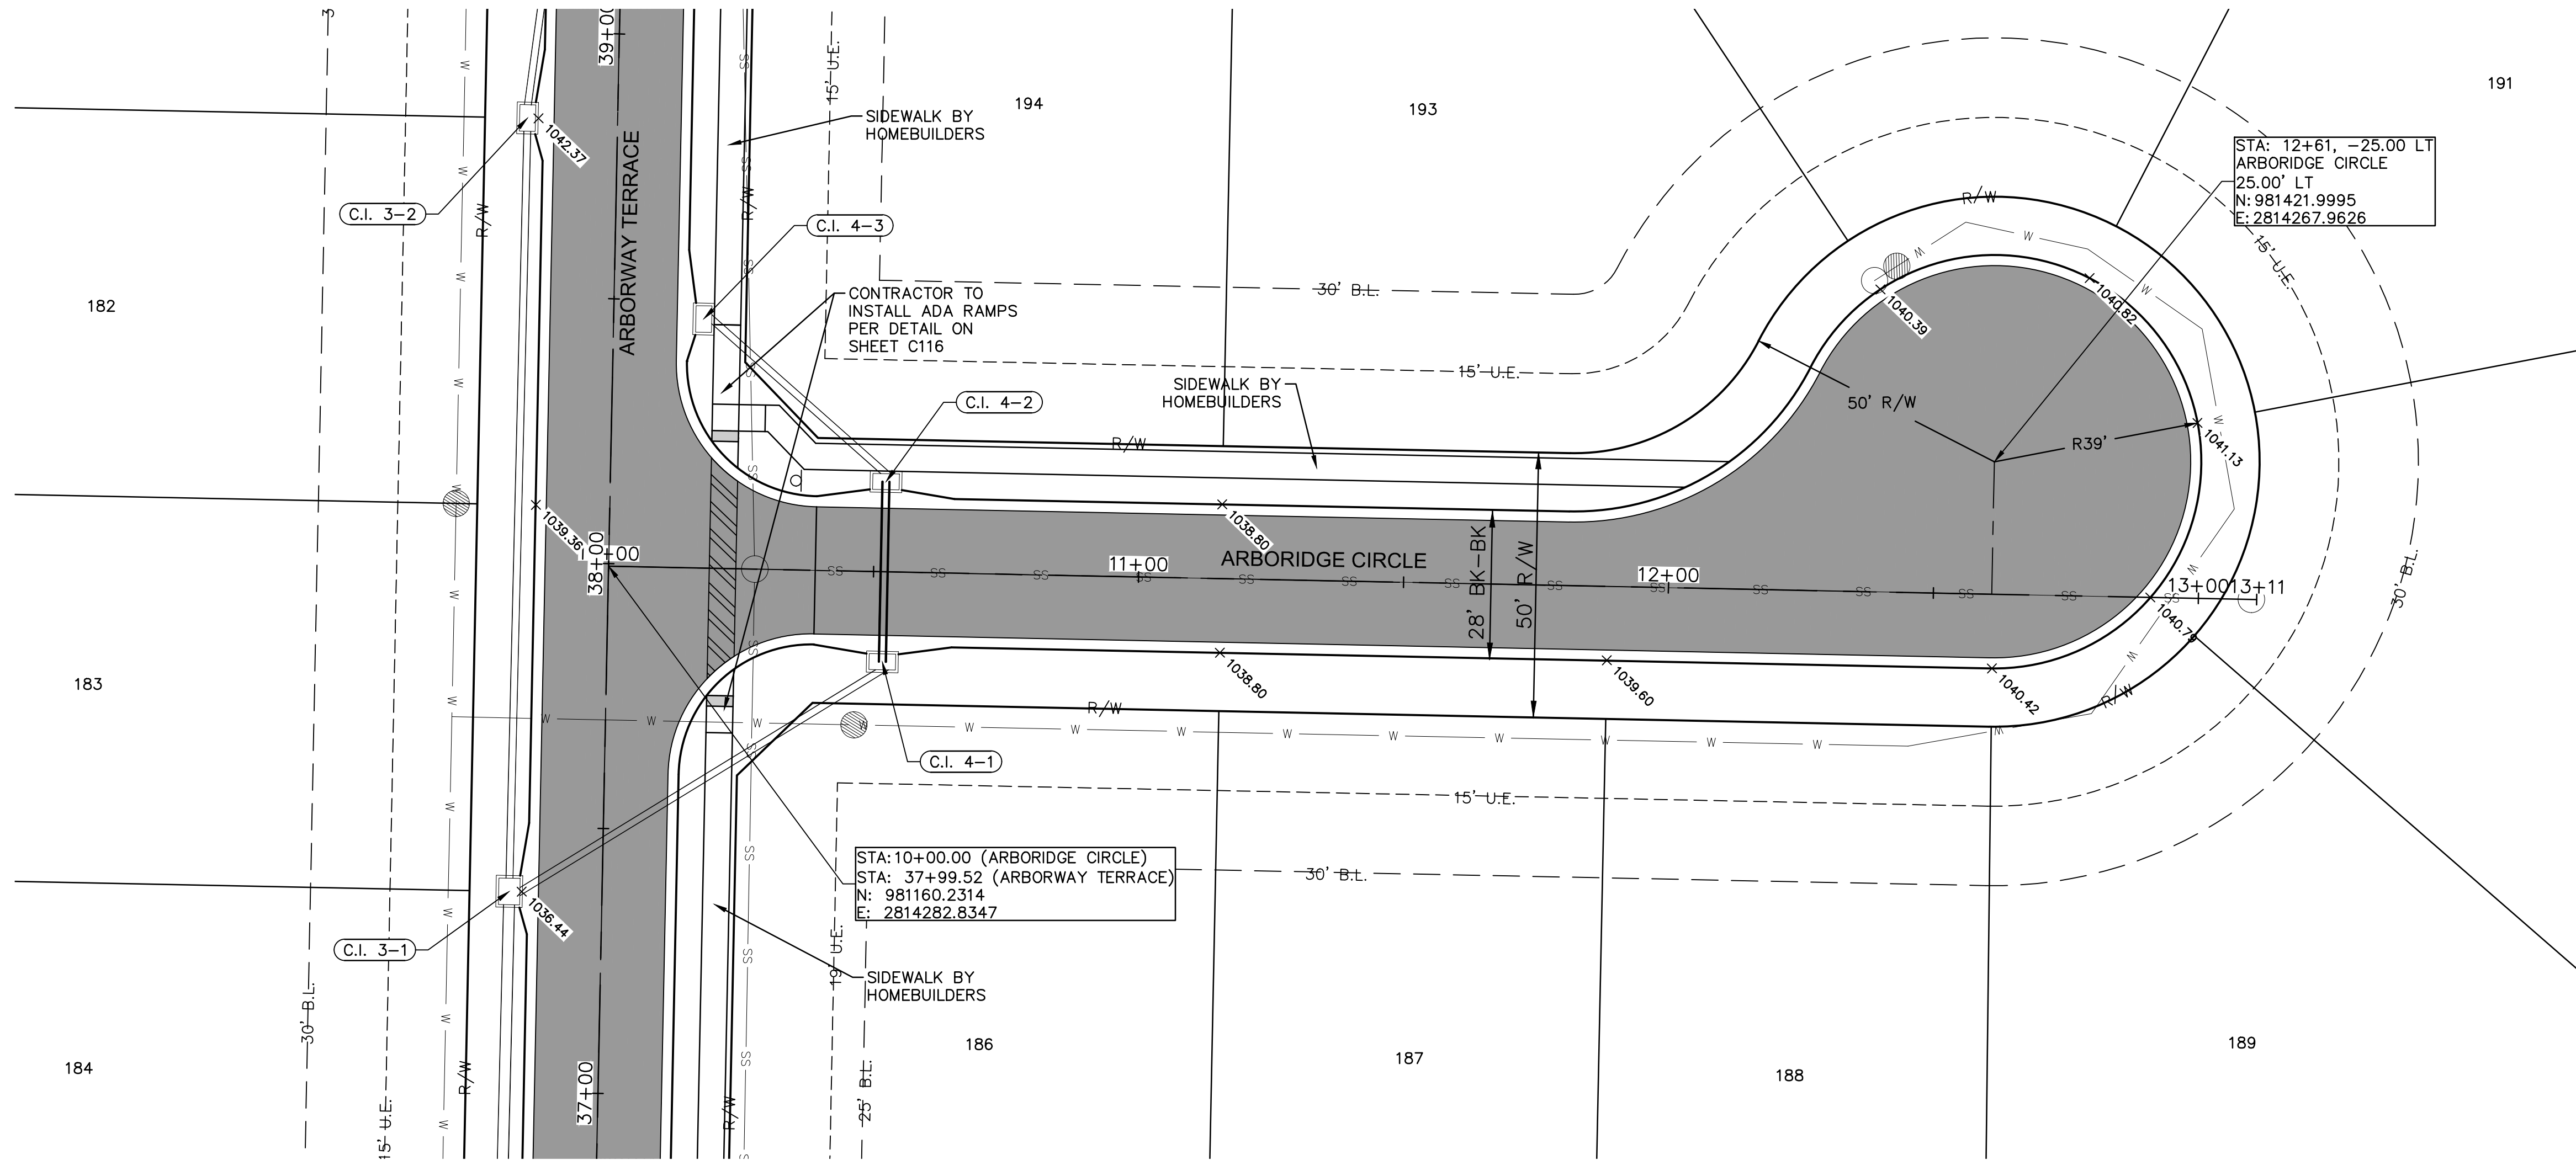 39+00
ARBORWAY TERRACE
38+00
37+00
R/W
W
SS
15' U.E.
194
193
191
SIDEWALK BY
HOMEBUILDERS
1042.37
C.I. 3-2
C.I. 4-3
R/W
R/W
182
CONTRACTOR TO
INSTALL ADA RAMPS
PER DETAIL ON
SHEET C116
30' B.L.
15' U.E.
SIDEWALK BY
HOMEBUILDERS
C.I. 4-2
R/W
STA: 12+61, -25.00 LT
ARBORIDGE CIRCLE
25.00' LT
N: 981421.9995
E: 2814267.9626
15' U.E.
R/W
1040.39
1040.82
50' R/W
R39'
1041.13
1039.36
1038.80
+00
11+00
ARBORIDGE CIRCLE
28' BK-BK
50' R/W
12+00
13+00
13+11
30' B.L.
1040.79
183
1038.80
1039.60
1040.42
R/W
R/W
C.I. 4-1
15' U.E.
STA:10+00.00 (ARBORIDGE CIRCLE)
STA: 37+99.52 (ARBORWAY TERRACE)
N: 981160.2314
E: 2814282.8347
30' B.L.
1036.44
C.I. 3-1
19' U.E.
SIDEWALK BY
HOMEBUILDERS
30' B.L.
15' U.E.
R/W
R/W
25' B.L.
184
186
187
188
189